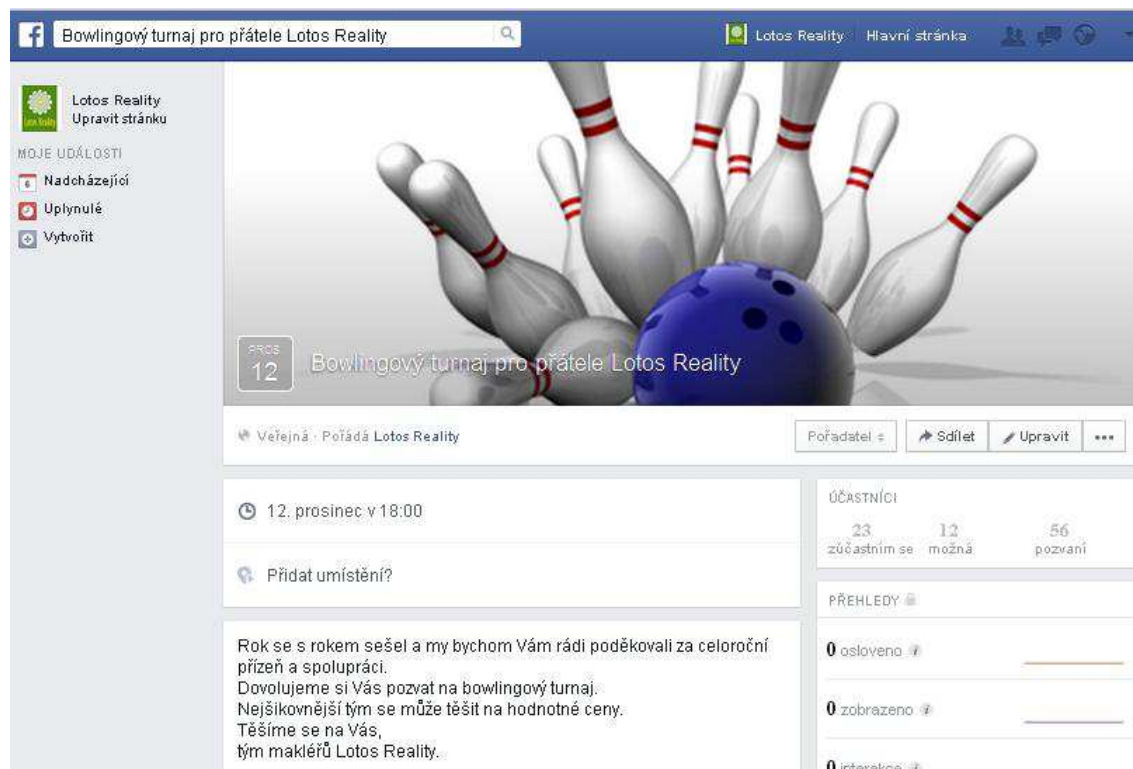 Bowlingový turnaj pro přátele Lotos Reality
Lotos Reality
Hlavní stránka
Lotos Reality
Upravit stránku
MOJE UDÁLOSTI
6 Nadcházející
Uplynulé
Vytvořit
PROS
12
Bowlingový turnaj pro přátele Lotos Reality
Veřejná · Pořádá Lotos Reality
Pořadatel
Sdílet
Upravit
12. prosinec v 18:00
Přidat umístění?
Rok se s rokem sešel a my bychom Vám rádi poděkovali za celoroční
přízeň a spolupráci.
Dovolujeme si Vás pozvat na bowlingový turnaj.
Nejšikovnější tým se může těšit na hodnotné ceny.
Těšíme se na Vás,
tým makléřů Lotos Reality.
ÚČASTNÍCI
23 12 56
zúčastním se možná pozvaní
PŘEHLEDY
0 osloveno
0 zobrazeno
0 interakce